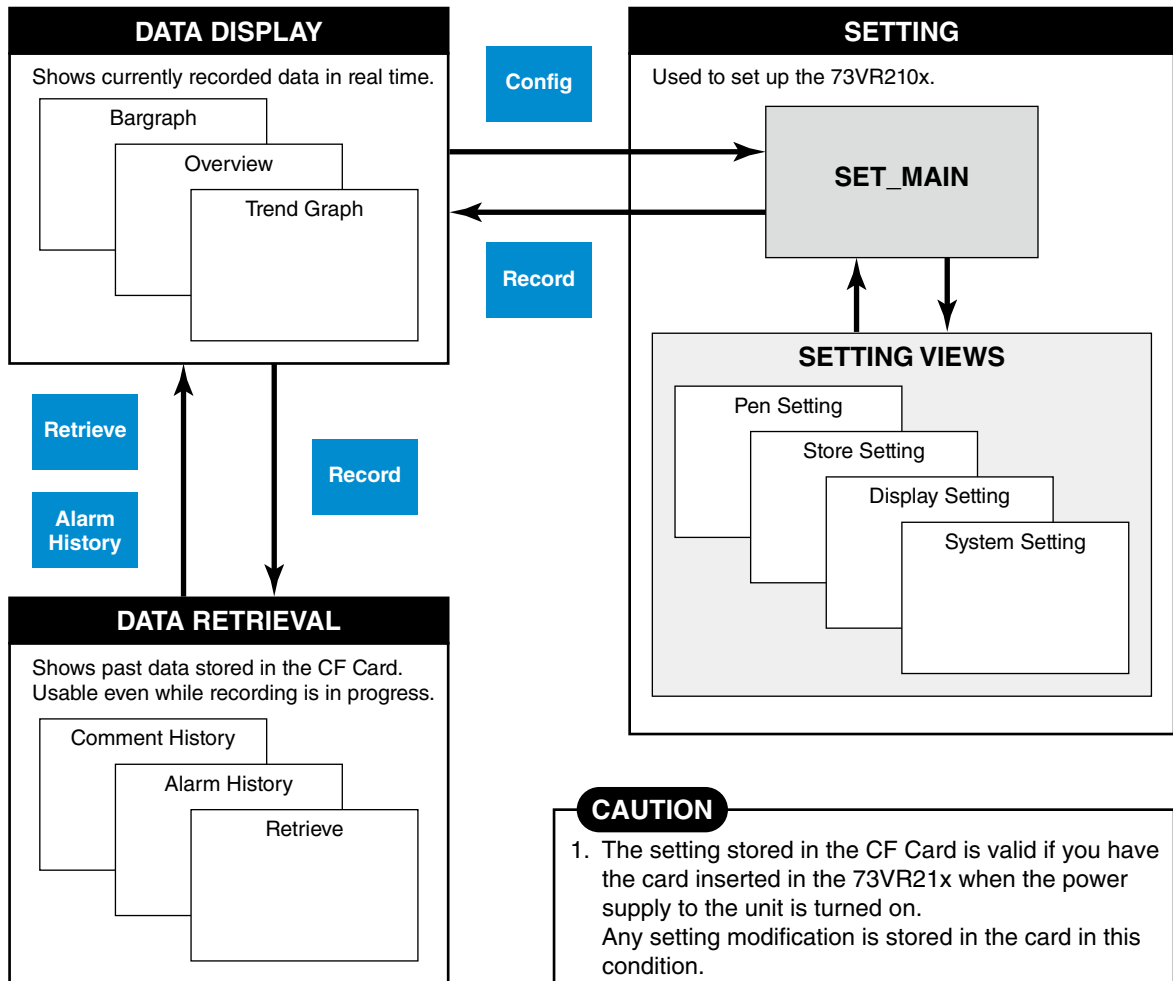 DATA DISPLAY
Shows currently recorded data in real time.
Bargraph
Overview
Trend Graph
Config
Record
SETTING
Used to set up the 73VR210x.
SET_MAIN
SETTING VIEWS
Pen Setting
Store Setting
Display Setting
System Setting
Retrieve
Alarm
History
Record
DATA RETRIEVAL
Shows past data stored in the CF Card.
Usable even while recording is in progress.
Comment History
Alarm History
Retrieve
CAUTION
1. The setting stored in the CF Card is valid if you have
the card inserted in the 73VR21x when the power
supply to the unit is turned on.
Any setting modification is stored in the card in this
condition.